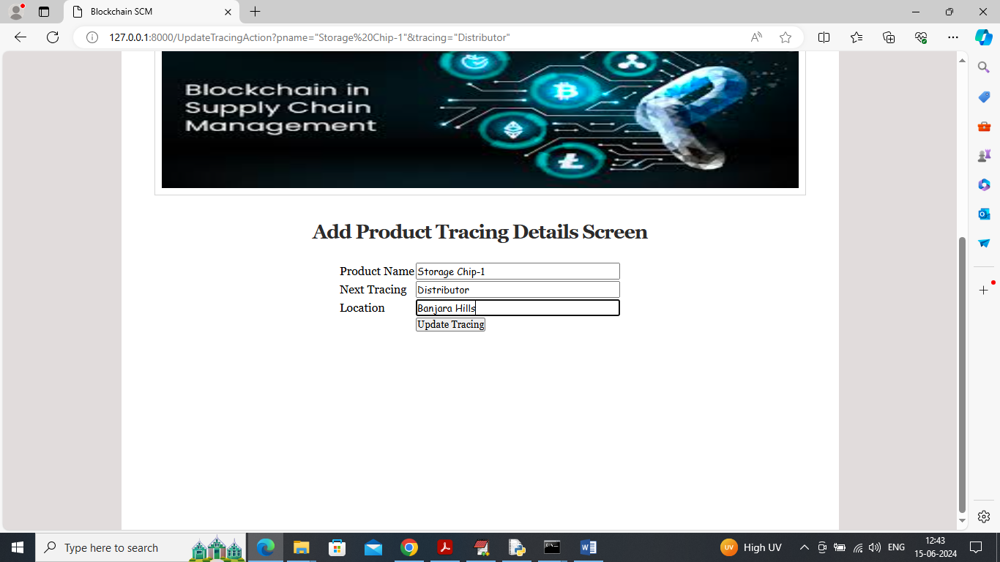 Blockchain SCM
127.0.0.1:8000/UpdateTracingAction?pname="Storage%20Chip-1"&tracing="Distributor"
Blockchain in
Supply Chain
Management
Add Product Tracing Details Screen
Product Name Storage Chip-1
Next Tracing Distributor
Location Banjara Hills
Update Tracing
Type here to search
UV High UV
ENG
12:43
15-06-2024